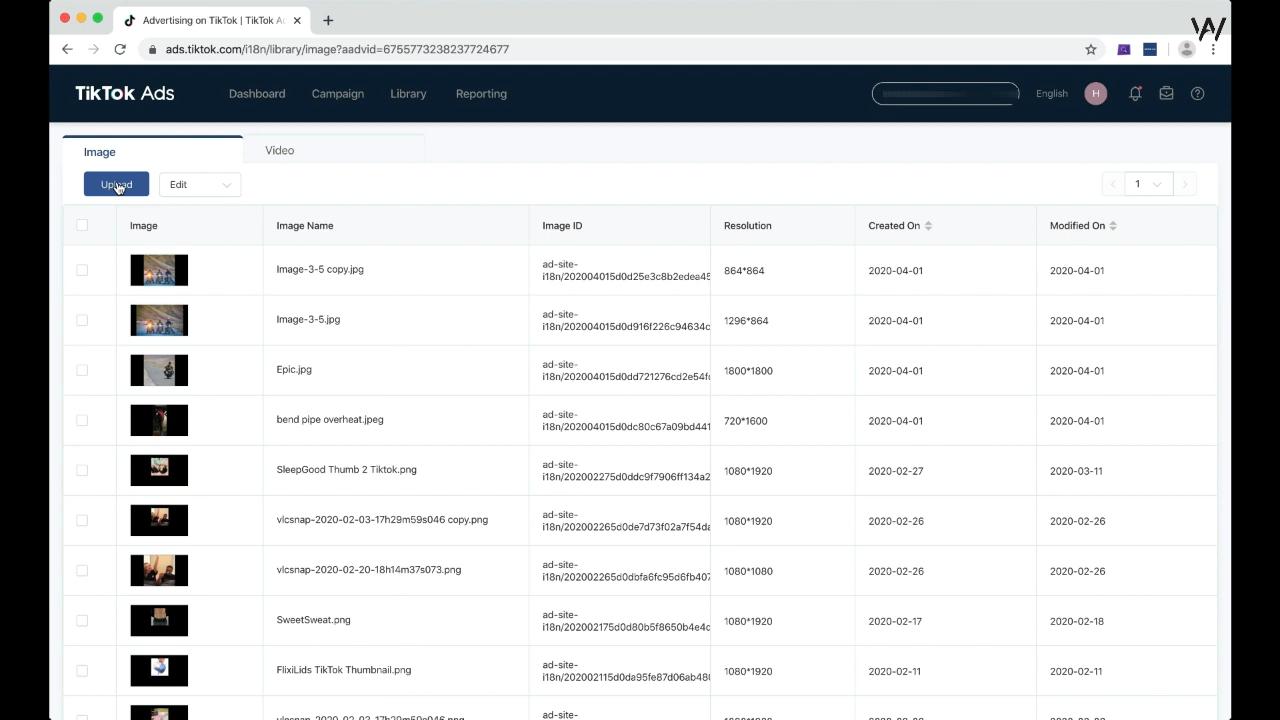 Advertising on TikTok | TikTok Ac
ads.tiktok.com/i18n/library/image?aadvid=6755773238237724677
TikTok Ads
Dashboard
Campaign
Library
Reporting
English
H
Image
Video
Upload
Edit
1
Image
Image Name
Image ID
Resolution
Created On
Modified On
Image-3-5 copy.jpg
ad-site-
i18n/202004015d0d25e3c8b2edea45
864*864
2020-04-01
2020-04-01
Image-3-5.jpg
ad-site-
i18n/202004015d0d916f226c94634c
1296*864
2020-04-01
2020-04-01
Epic.jpg
ad-site-
i18n/202004015d0dd721276cd2e54f
1800*1800
2020-04-01
2020-04-01
bend pipe overheat.jpeg
ad-site-
i18n/202004015d0dc80c67a09bd441
720*1600
2020-04-01
2020-04-01
SleepGood Thumb 2 Tiktok.png
ad-site-
i18n/202002275d0ddc9f7906ff134a2
1080*1920
2020-02-27
2020-03-11
vlcsnap-2020-02-03-17h29m59s046 copy.png
ad-site-
i18n/202002265d0de7d73f02a7f54da
1080*1920
2020-02-26
2020-02-26
vlcsnap-2020-02-20-18h14m37s073.png
ad-site-
i18n/202002265d0dbfa6fc95d6fb407
1080*1080
2020-02-26
2020-02-26
SweetSweat.png
ad-site-
i18n/202002175d0d80b5f8650b4e4c
1080*1920
2020-02-17
2020-02-18
FlixiLids TikTok Thumbnail.png
ad-site-
i18n/202002115d0da95fe87d06ab48
1080*1920
2020-02-11
2020-02-11
ad-site-